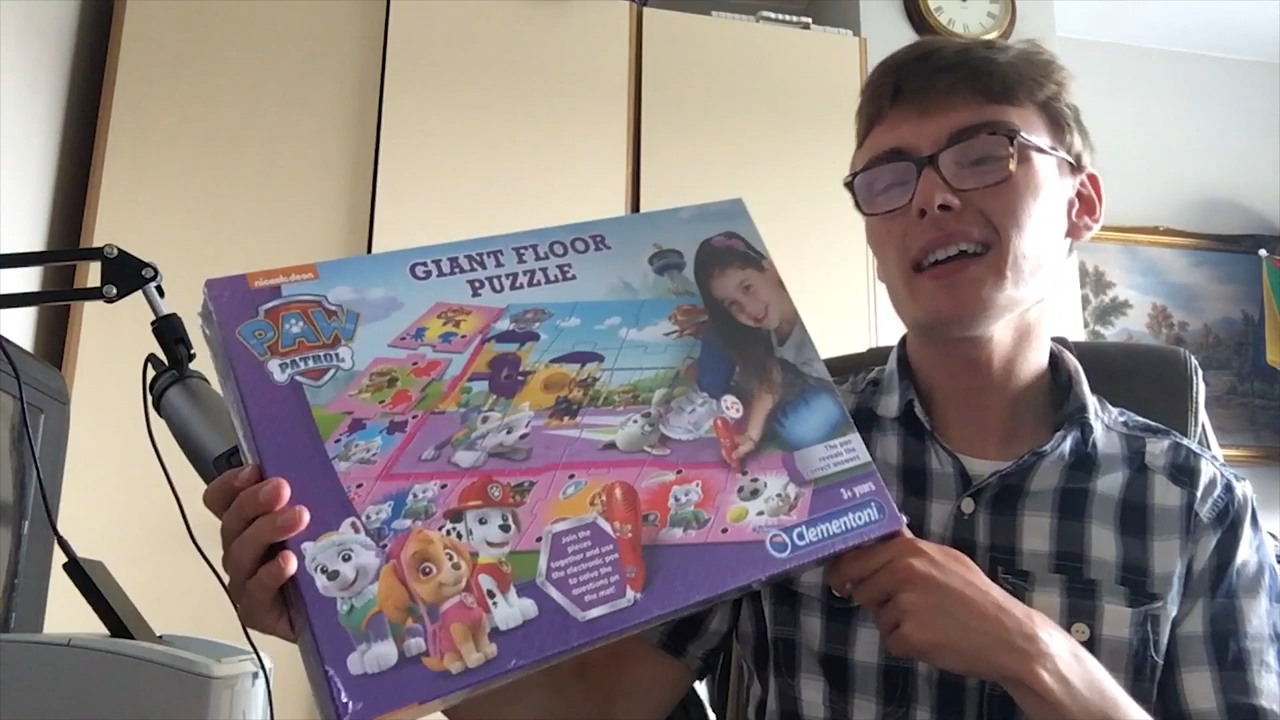 nickelodeon
GIANT FLOOR
PUZZLE
PAW
PATROL
The pen
reveals the
correct answers
3+ years
Clementoni
Join the
pieces
together and use
the electronic pen
to solve the
questions on
the mat!